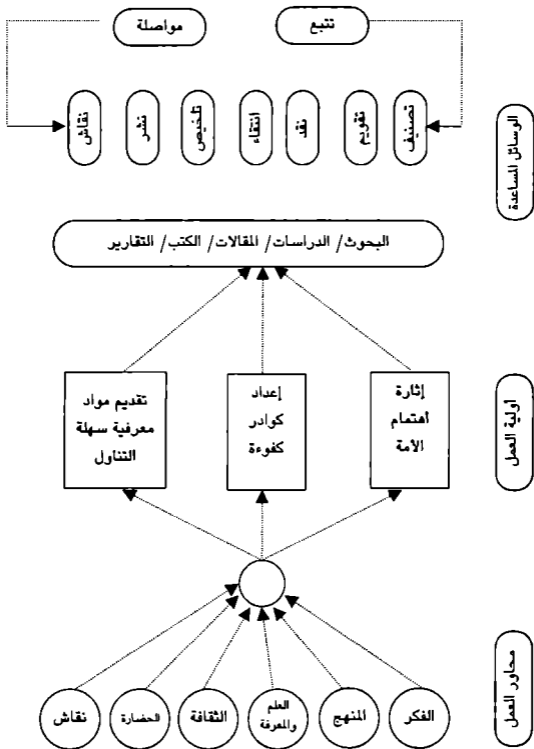 تتبع
مواصلة
تصنيف
تقويم
نقد
انتقاء
تلخيص
نشر
نقاش
الوسائل المساعدة
البحوث/ الدراسات/ المقالات/ الكتب/ التقارير
إثارة
أهتمام
الأمة
إعداد
كوادر
كفوءة
تقديم مواد
معرفية سهلة
التناول
أولية العمل
الفكر
المنهج
العلم
والمعرفة
الثقافة
الحضارة
نقاش
محاور العمل